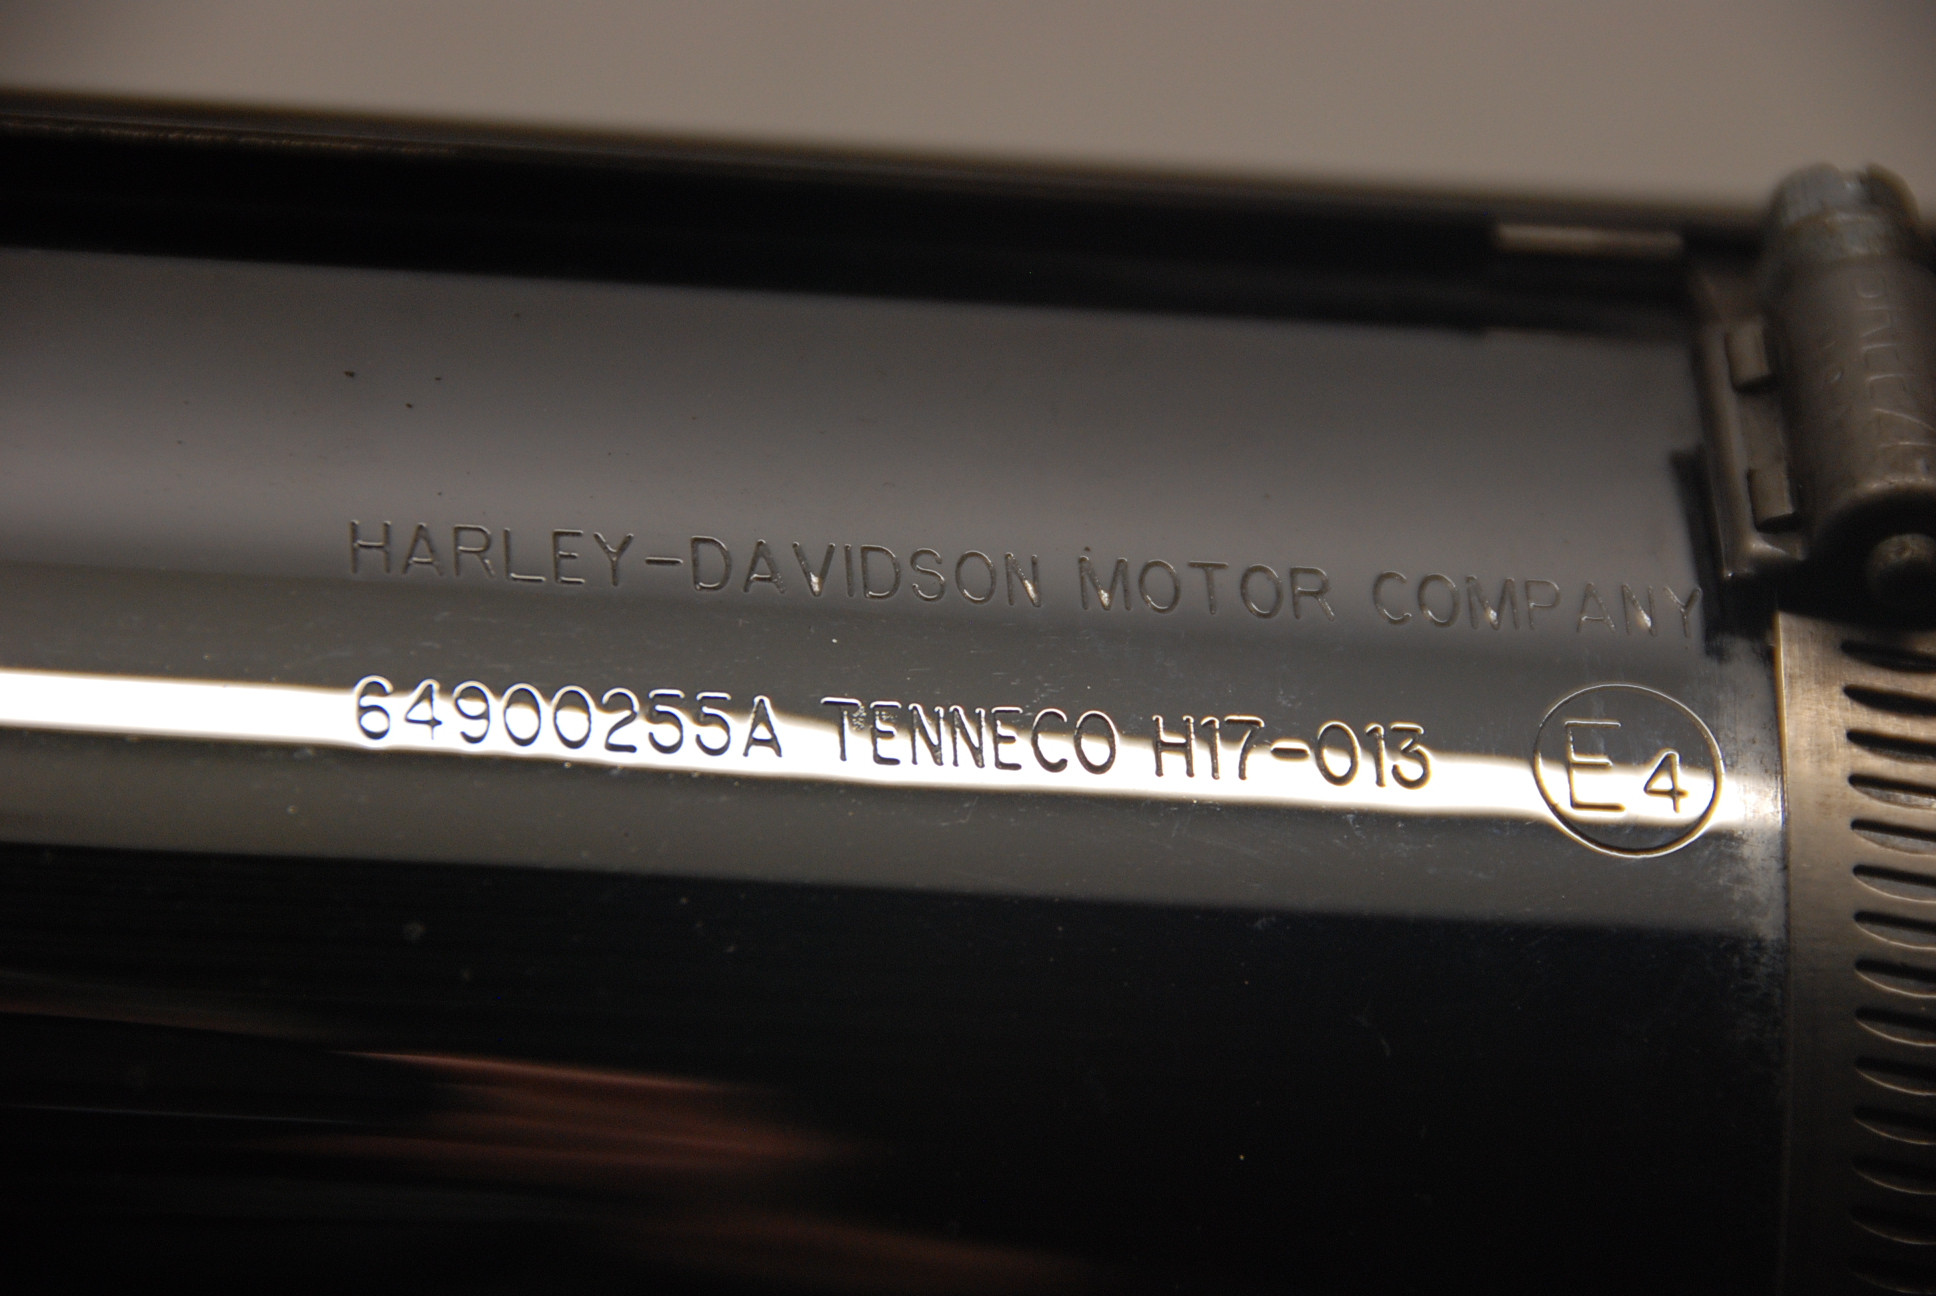 HARLEY-DAVIDSON MOTOR COMPANY
64900255A TENNECO H17-013 E4